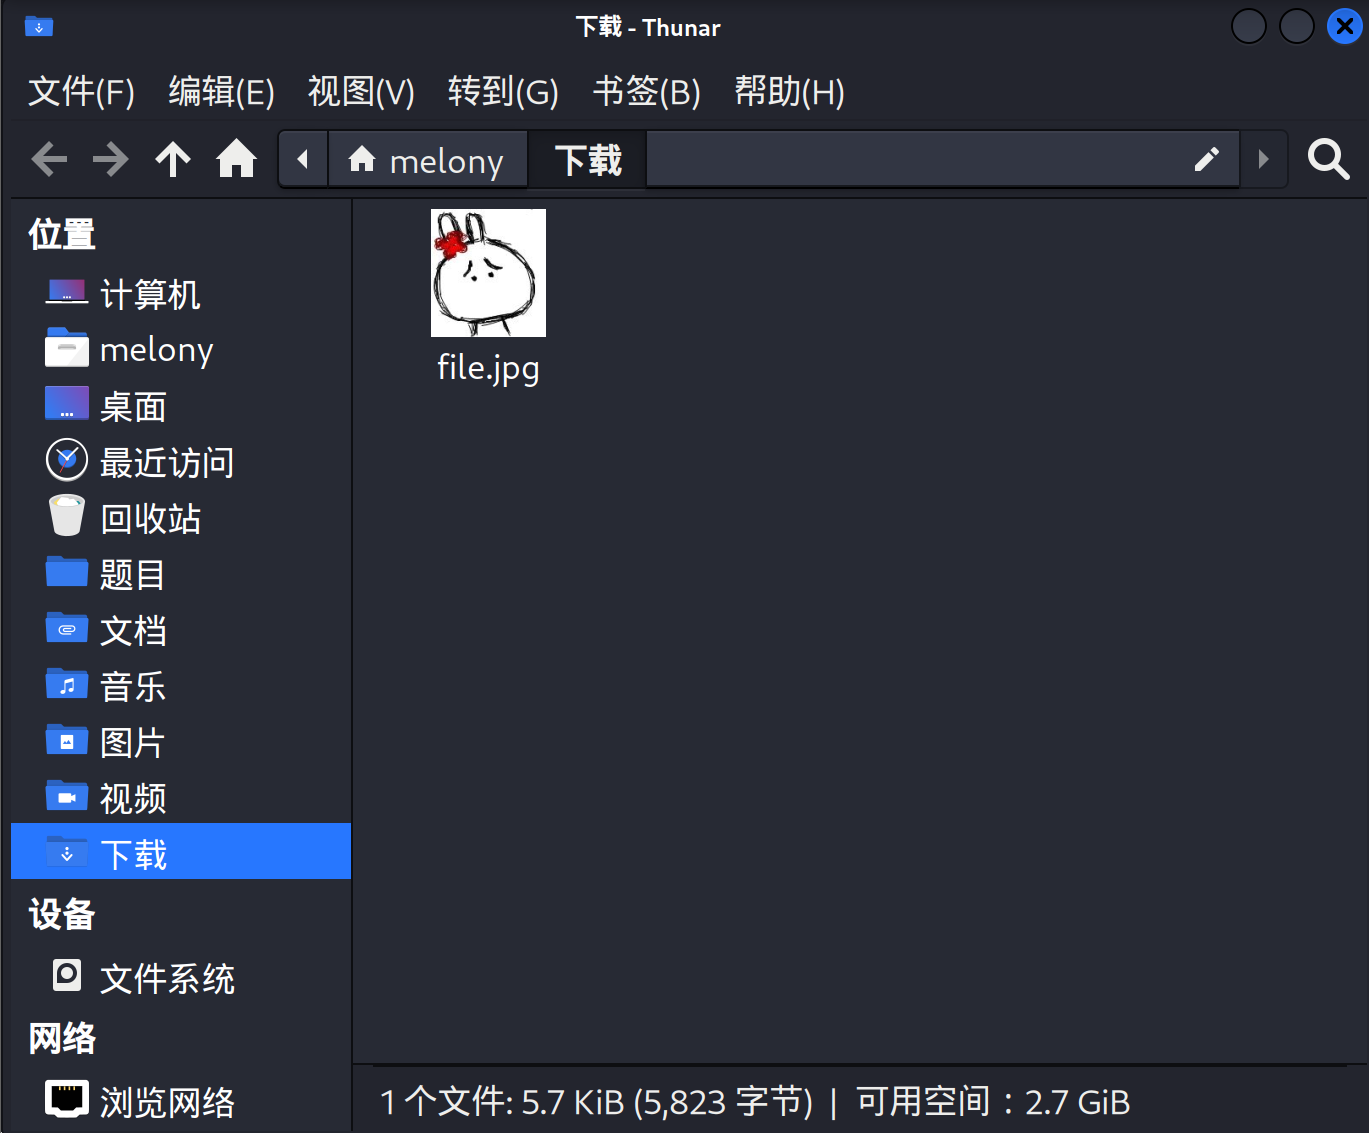 下载 - Thunar
文件(F) 编辑(E) 视图(V) 转到(G) 书签(B) 帮助(H)
melony 下载
位置
计算机
melony
桌面
最近访问
回收站
题目
文档
音乐
图片
视频
下载
设备
文件系统
网络
浏览网络
file.jpg
1 个文件: 5.7 KiB (5,823 字节) | 可用空间：2.7 GiB